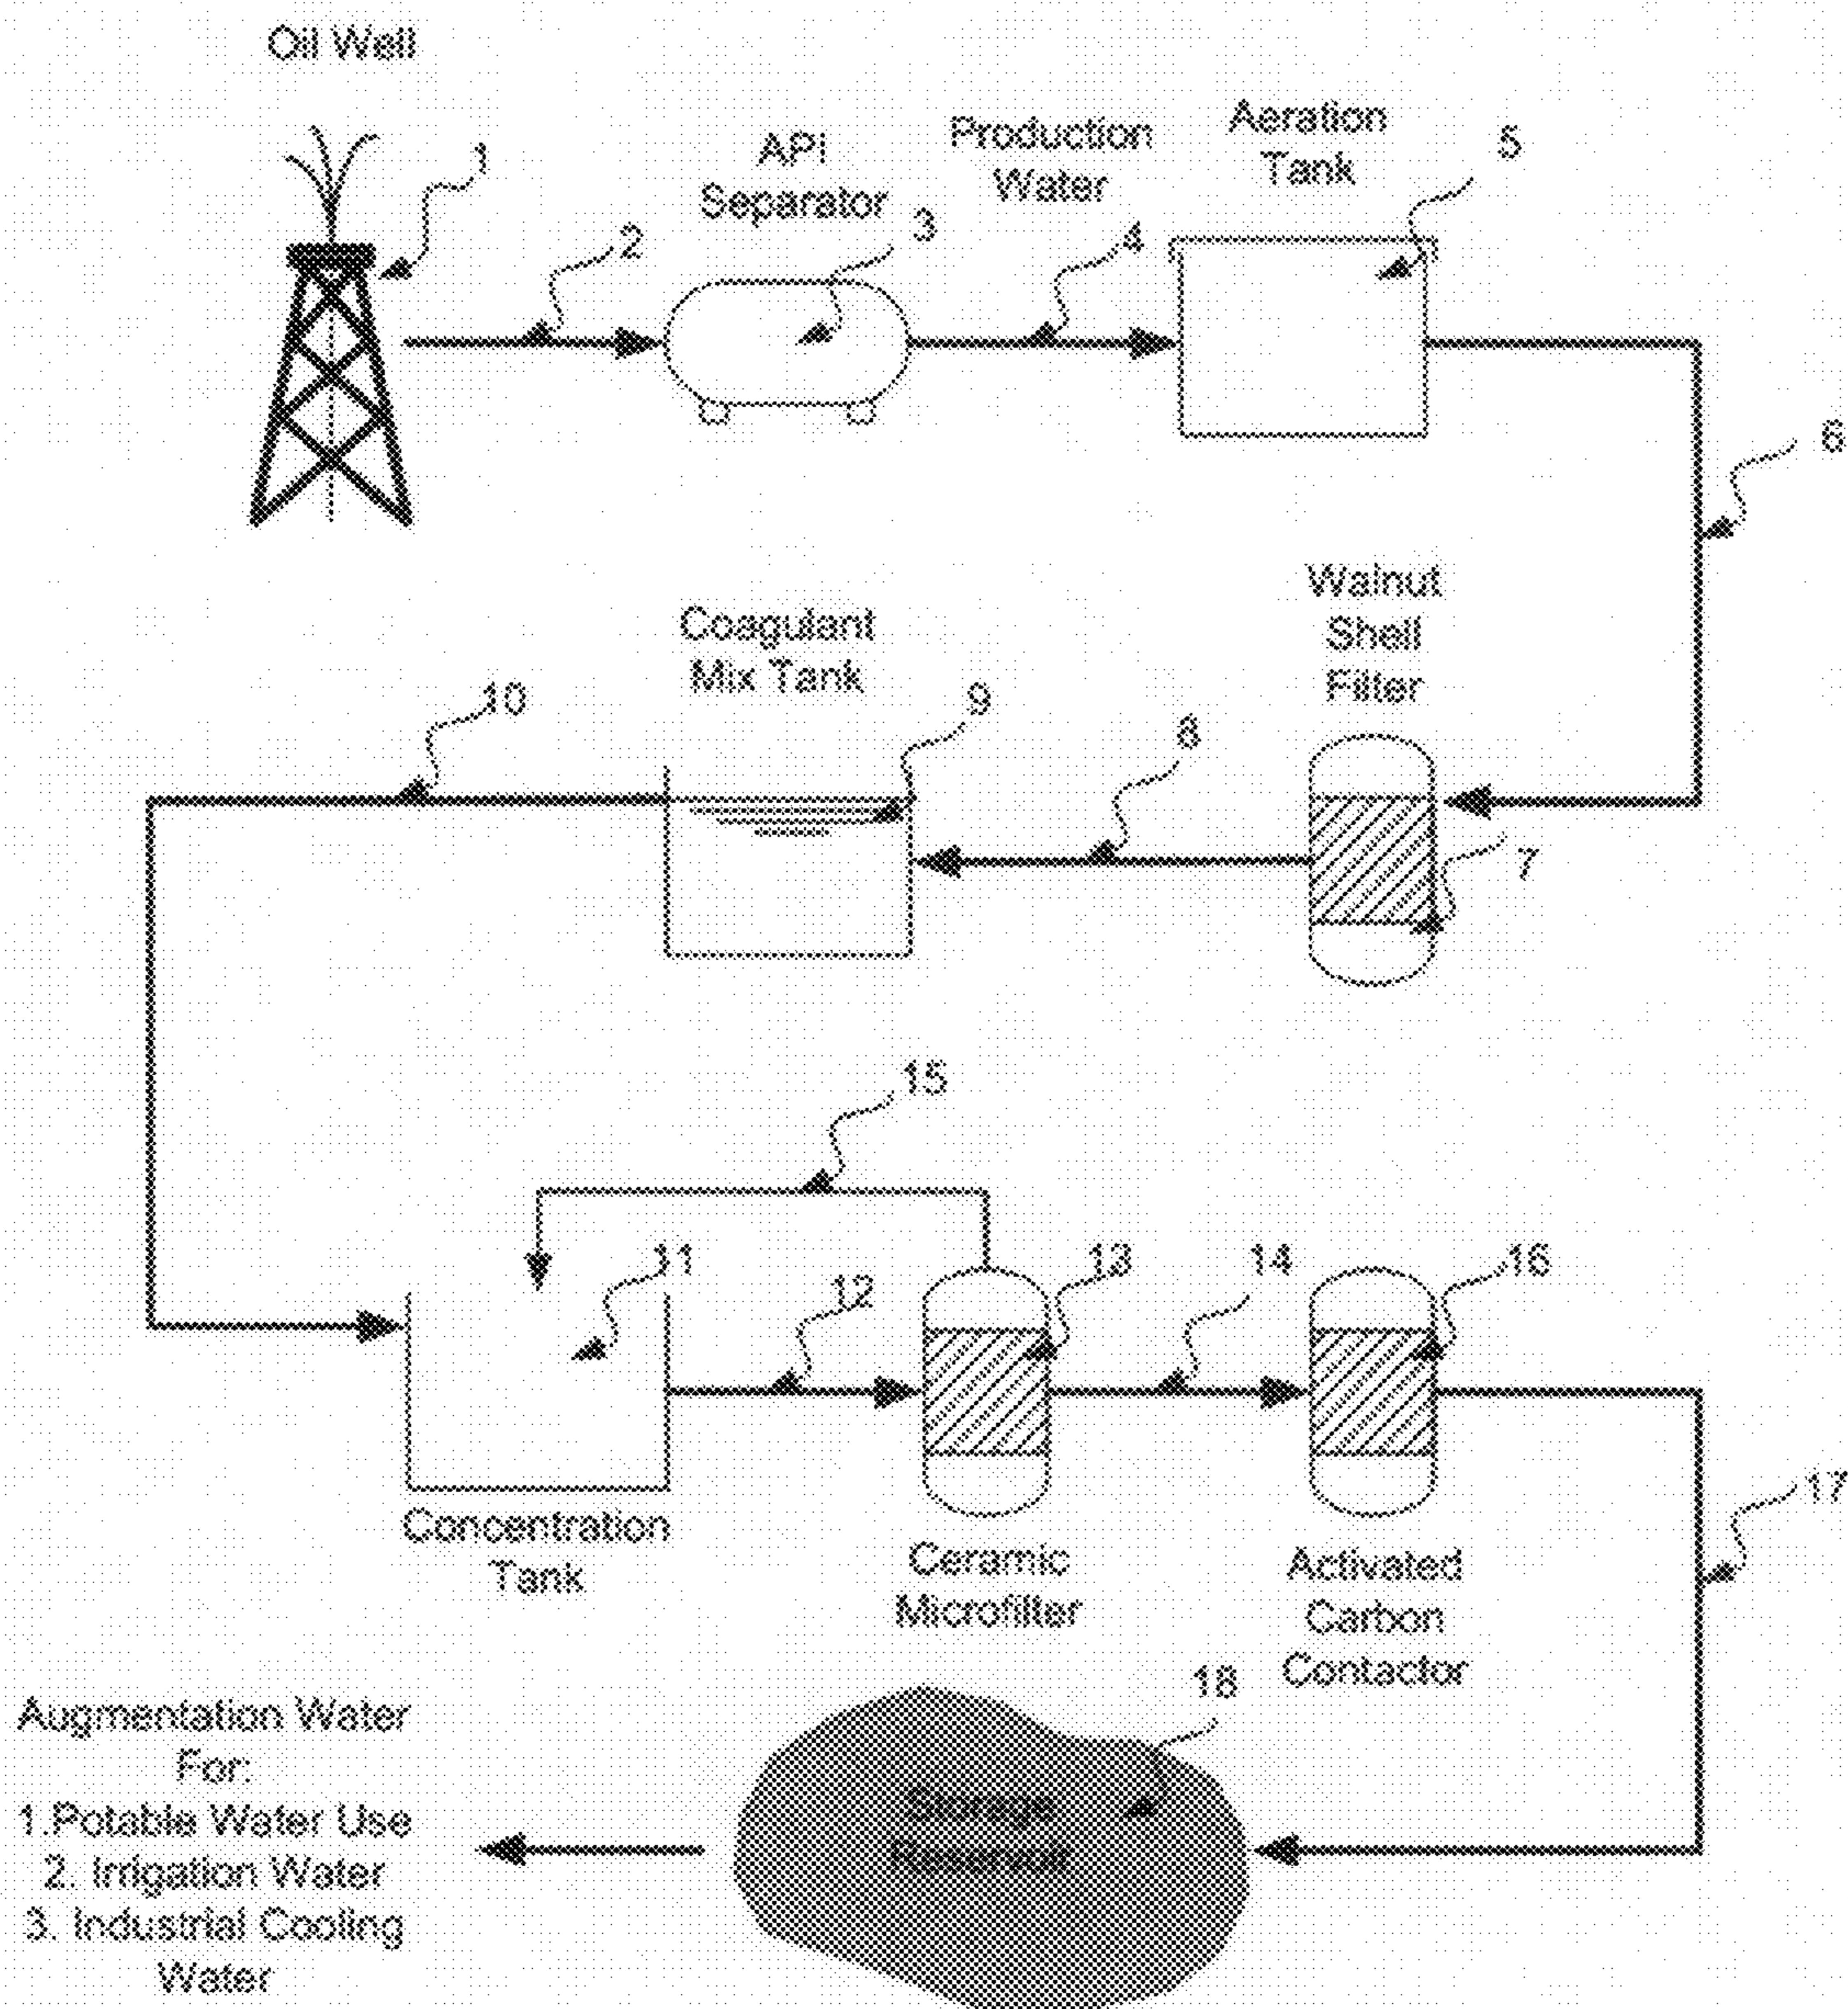 Oil Well
1
2
API
Separator
3
Production
Water
4
Aeration
Tank
5
6
Walnut
Shell
Filter
7
8
Coagulant
Mix Tank
9
10
15
11
12
13
14
16
Concentration
Tank
Ceramic
Microfilter
Activated
Carbon
Contactor
17
18
Storage
Reservoir
Augmentation Water
For:
1.Potable Water Use
2. Irrigation Water
3. Industrial Cooling
Water